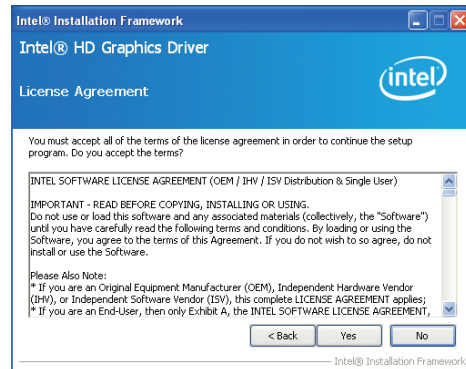 Intel® Installation Framework
Intel® HD Graphics Driver
intel
License Agreement
You must accept all of the terms of the license agreement in order to continue the setup
program. Do you accept the terms?
INTEL SOFTWARE LICENSE AGREEMENT (OEM / IHV / ISV Distribution & Single User)
IMPORTANT - READ BEFORE COPYING, INSTALLING OR USING.
Do not use or load this software and any associated materials (collectively, the "Software")
until you have carefully read the following terms and conditions. By loading or using the
Software, you agree to the terms of this Agreement. If you do not wish to so agree, do not
install or use the Software.
Please Also Note:
* If you are an Original Equipment Manufacturer (OEM), Independent Hardware Vendor
(IHV), or Independent Software Vendor (ISV), this complete LICENSE AGREEMENT applies;
* If you are an End-User, then only Exhibit A, the INTEL SOFTWARE LICENSE AGREEMENT,
< Back Yes No
Intel® Installation Framework